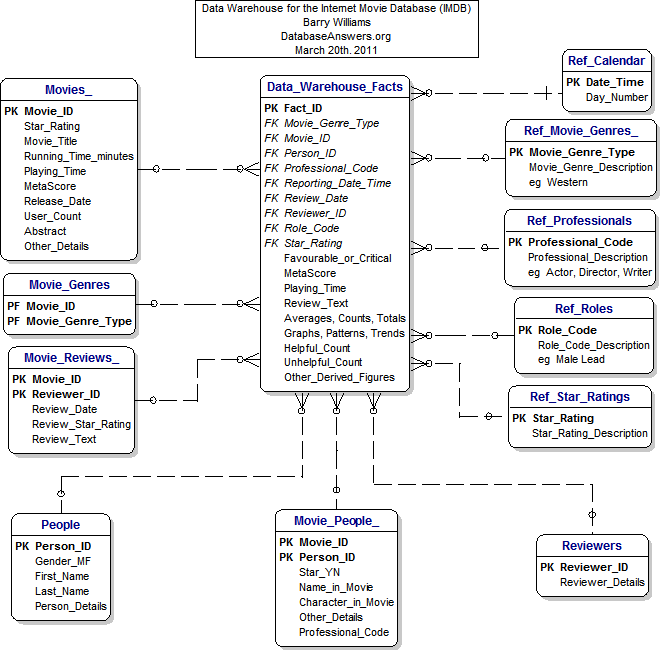 Data Warehouse for the Internet Movie Database (IMDB)
Barry Williams
DatabaseAnswers.org
March 20th. 2011
Movies_
PK Movie_ID
Star_Rating
Movie_Title
Running_Time_minutes
Playing_Time
MetaScore
Release_Date
User_Count
Abstract
Other_Details
Movie_Genres
PF Movie_ID
PF Movie_Genre_Type
Movie_Reviews_
PK Movie_ID
PK Reviewer_ID
Review_Date
Review_Star_Rating
Review_Text
Data_Warehouse_Facts
PK Fact_ID
FK Movie_Genre_Type
FK Movie_ID
FK Person_ID
FK Professional_Code
FK Reporting_Date_Time
FK Review_Date
FK Reviewer_ID
FK Role_Code
FK Star_Rating
Favourable_or_Critical
MetaScore
Playing_Time
Review_Text
Averages, Counts, Totals
Graphs, Patterns, Trends
Helpful_Count
Unhelpful_Count
Other_Derived_Figures
Ref_Calendar
PK Date_Time
Day_Number
Ref_Movie_Genres_
PK Movie_Genre_Type
Movie_Genre_Description
eg Western
Ref_Professionals
PK Professional_Code
Professional_Description
eg Actor, Director, Writer
Ref_Roles
PK Role_Code
Role_Code_Description
eg Male Lead
Ref_Star_Ratings
PK Star_Rating
Star_Rating_Description
People
PK Person_ID
Gender_MF
First_Name
Last_Name
Person_Details
Movie_People_
PK Movie_ID
PK Person_ID
Star_YN
Name_in_Movie
Character_in_Movie
Other_Details
Professional_Code
Reviewers
PK Reviewer_ID
Reviewer_Details